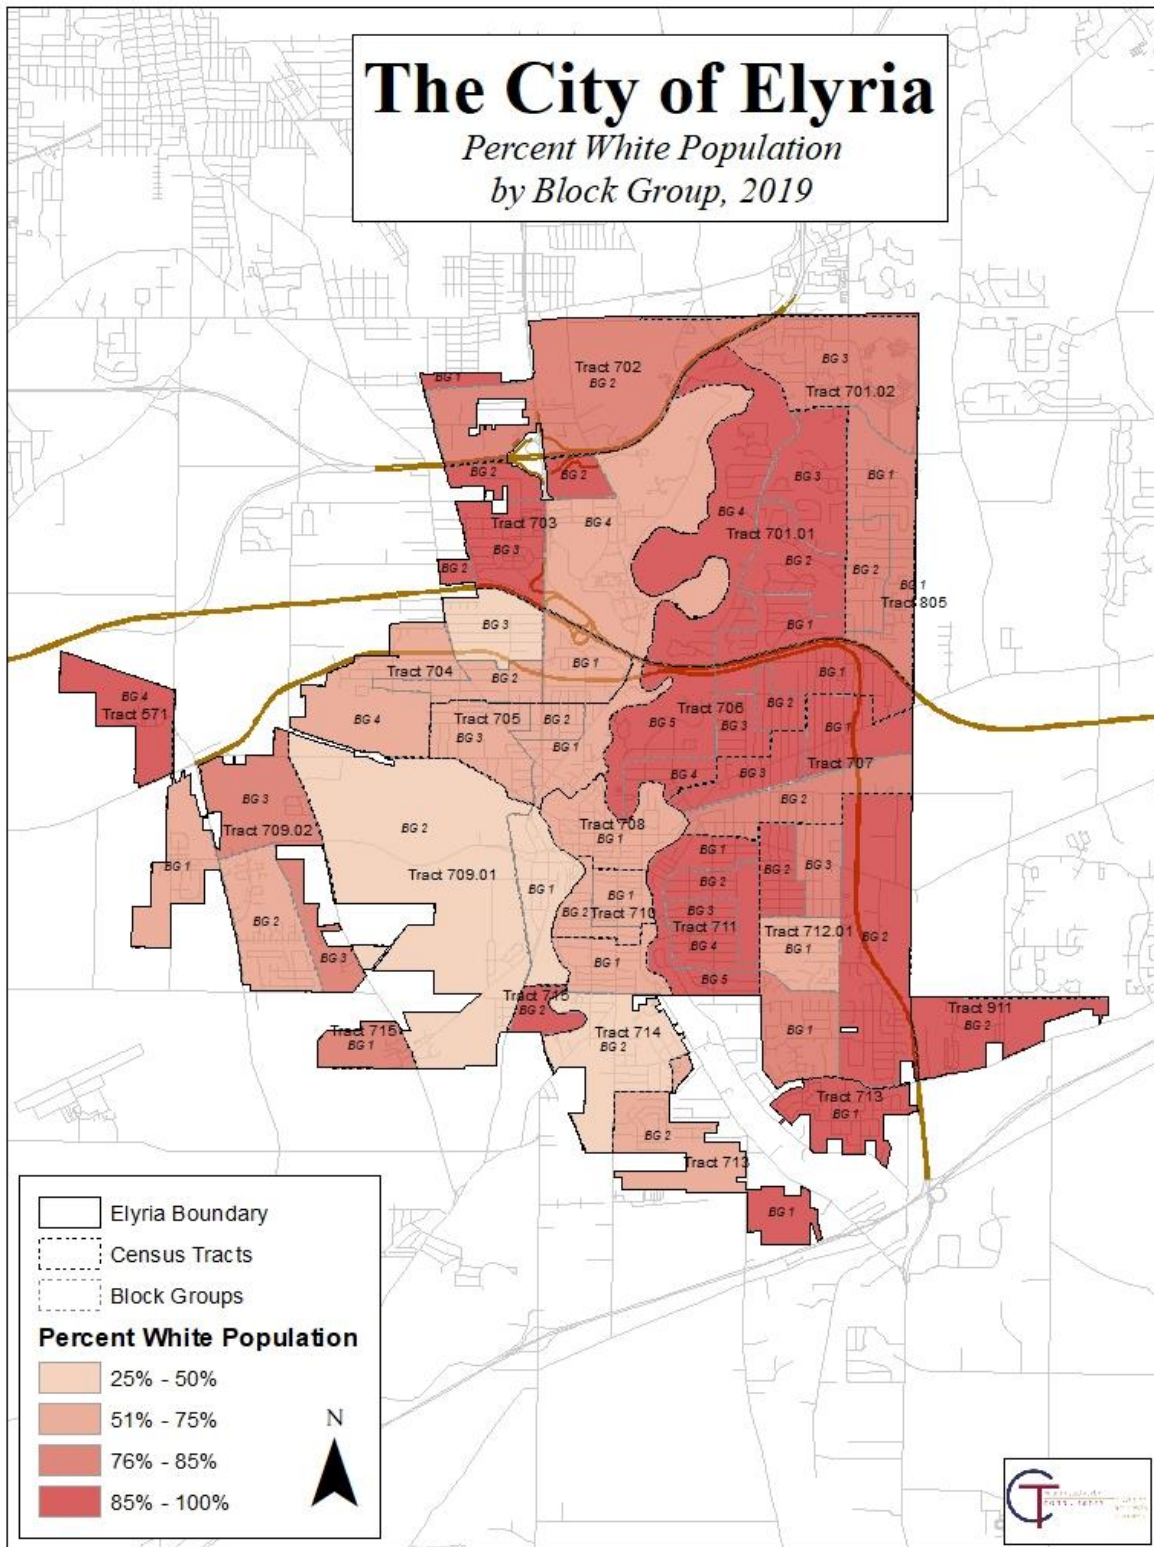 The City of Elyria
Percent White Population
by Block Group, 2019
BG 3
Tract 702
BG 2
BG 1
Tract 701.02
BG 2
BG 2
BG 3
BG 1
BG 4
BG 4
Tract 703
Tract 701.01
BG 3
BG 2
BG 2
BG 2
BG 1
Tract 805
BG 3
BG 1
BG 1
Tract 704
BG 2
BG 1
BG 4
Tract 571
BG 4
Tract 705
BG 2
BG 3
BG 1
Tract 706
BG 2
BG 5
BG 3
BG 1
BG 4
BG 3
Tract 707
BG 3
Tract 709.02
BG 2
BG 2
Tract 708
BG 1
BG 1
BG 1
Tract 709.01
BG 1
BG 1
BG 2
Tract 710
BG 2
BG 3
BG 2
BG 3
BG 2
Tract 711
BG 4
Tract 712.01
BG 1
BG 2
BG 3
BG 1
BG 5
Tract 715
BG 2
Tract 911
BG 2
Tract 715
BG 1
Tract 714
BG 2
BG 1
Tract 713
BG 1
BG 2
Tract 713
BG 1
Elyria Boundary
Census Tracts
Block Groups
Percent White Population
25% - 50%
51% - 75%
76% - 85%
85% - 100%
N
CT
consultants